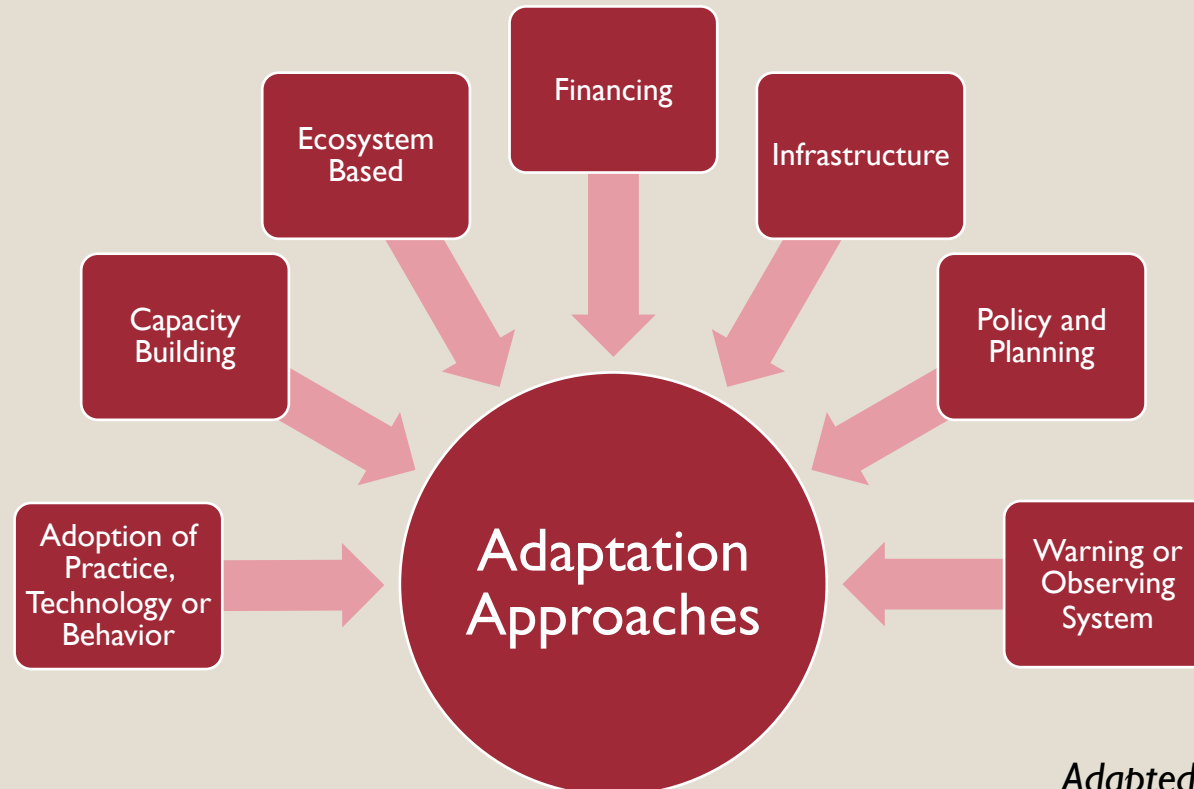 Financing
Ecosystem
Based
Infrastructure
Capacity
Building
Policy and
Planning
Adoption of
Practice,
Technology or
Behavior
Warning or
Observing
System
Adaptation
Approaches
Adapted